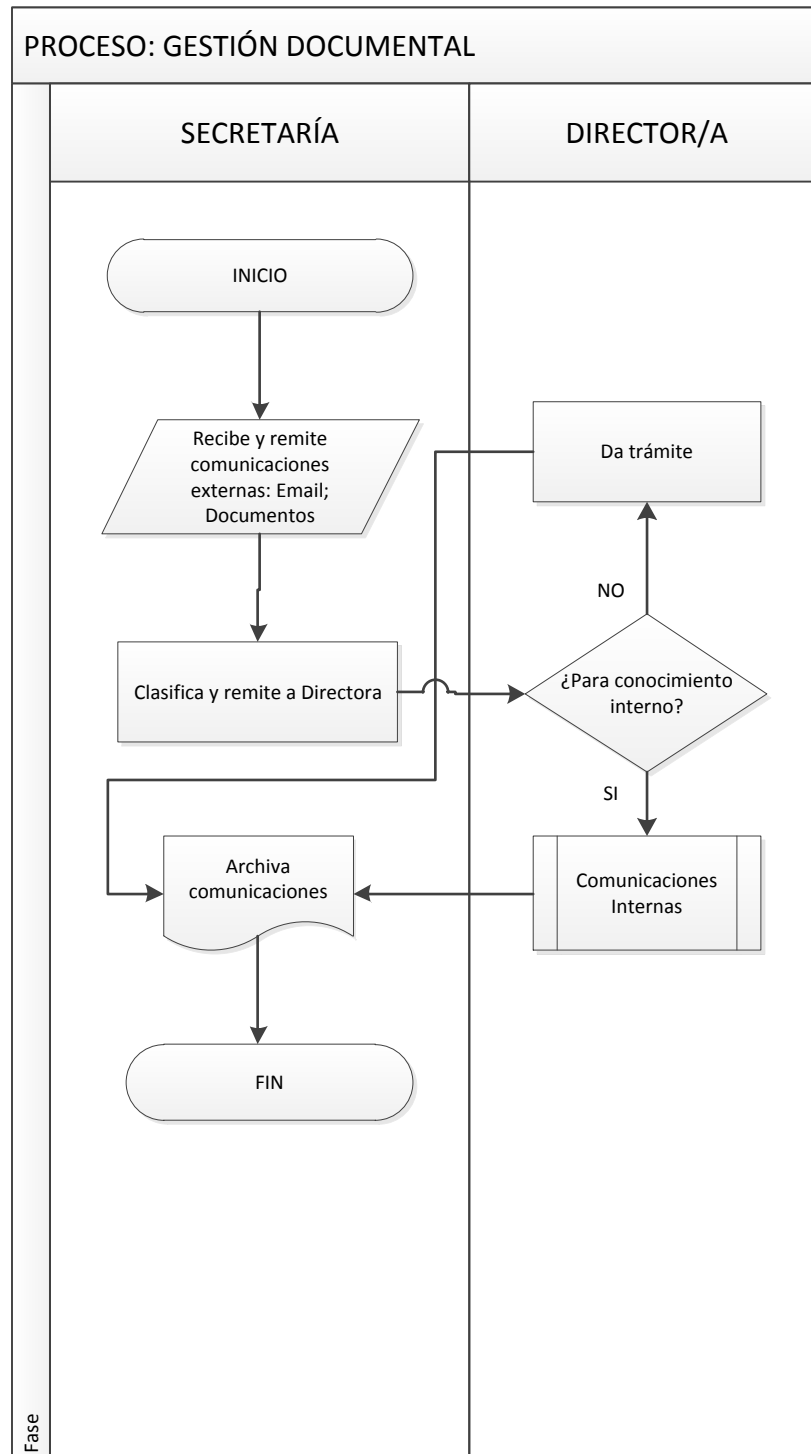 PROCESO: GESTIÓN DOCUMENTAL
SECRETARÍA
DIRECTOR/A
INICIO
Recibe y remite
comunicaciones
externas: Email;
Documentos
Da trámite
NO
Clasifica y remite a Directora
¿Para conocimiento
interno?
SI
Archiva
comunicaciones
Comunicaciones
Internas
FIN
Fase